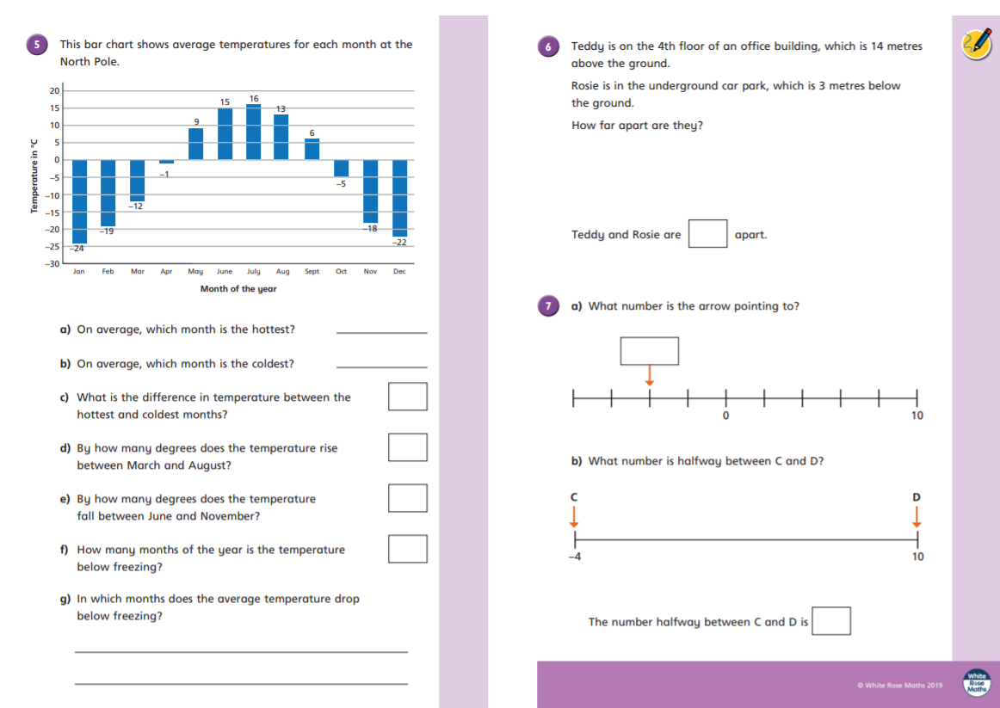 5
This bar chart shows average temperatures for each month at the
North Pole.
20
15
10
5
0
−5
−10
−15
−20
−25
−30
Temperature in °C
−24
−19
−12
−1
9
15
16
13
6
−5
−18
−22
Jan Feb Mar Apr May June July Aug Sept Oct Nov Dec
Month of the year
a) On average, which month is the hottest?
b) On average, which month is the coldest?
c) What is the difference in temperature between the
hottest and coldest months?
d) By how many degrees does the temperature rise
between March and August?
e) By how many degrees does the temperature
fall between June and November?
f) How many months of the year is the temperature
below freezing?
g) In which months does the average temperature drop
below freezing?
6
Teddy is on the 4th floor of an office building, which is 14 metres
above the ground.
Rosie is in the underground car park, which is 3 metres below
the ground.
How far apart are they?
Teddy and Rosie are apart.
7
a) What number is the arrow pointing to?
0 10
b) What number is halfway between C and D?
C D
−4 10
The number halfway between C and D is
© White Rose Maths 2019
White
Rose
Maths